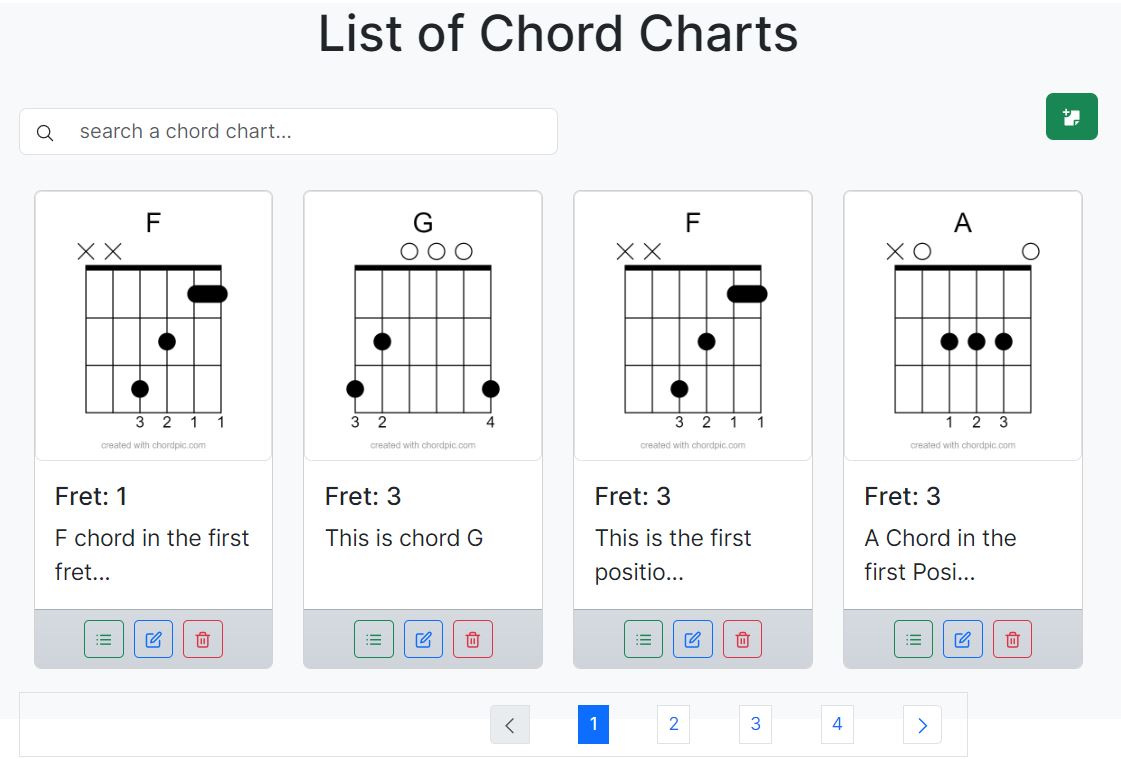 List of Chord Charts
search a chord chart...
F
3 2 1 1
created with chordpic.com
Fret: 1
F chord in the first
fret...
G
3 2 4
created with chordpic.com
Fret: 3
This is chord G
F
3 2 1 1
created with chordpic.com
Fret: 3
This is the first
positio...
A
1 2 3
created with chordpic.com
Fret: 3
A Chord in the
first Posi...
1 2 3 4